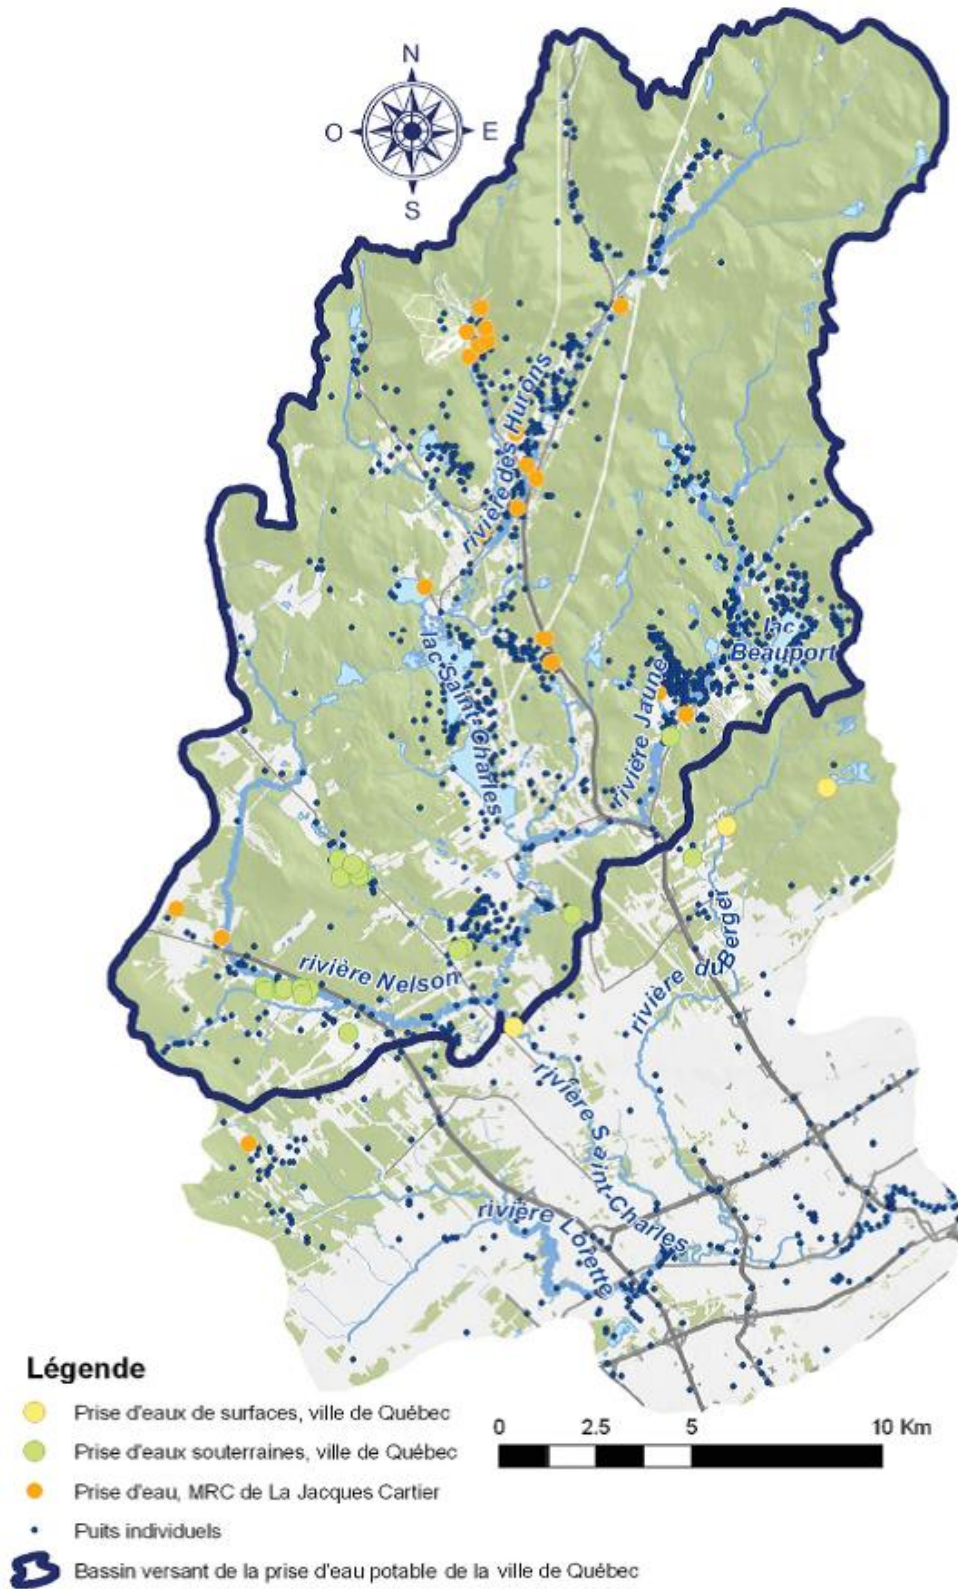 N
O
E
S
rivière des Hurons
lac Saint-Charles
lac
Beauport
rivière Jaune
rivière Nelson
rivière du Berger
rivière Saint-Charles
rivière Lorette
Légende
Prise d'eaux de surfaces, ville de Québec
Prise d'eaux souterraines, ville de Québec
Prise d'eau, MRC de La Jacques Cartier
Puits individuels
Bassin versant de la prise d'eau potable de la ville de Québec
0 2.5 5 10 Km